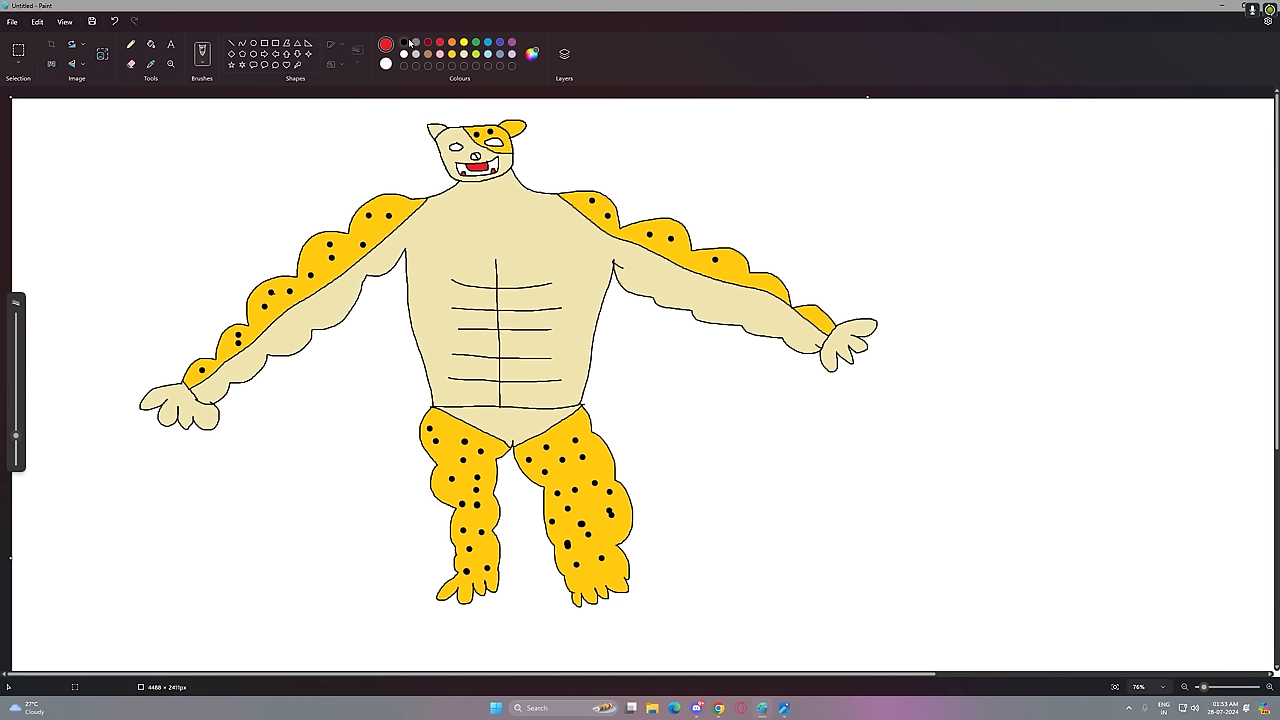 Untitled - Paint
File Edit View
Selection Image Tools Brushes Shapes Colours Layers
4488 × 2411px 76%
27°C
Cloudy
Search
ENG
IN
01:53 AM
28-07-2024